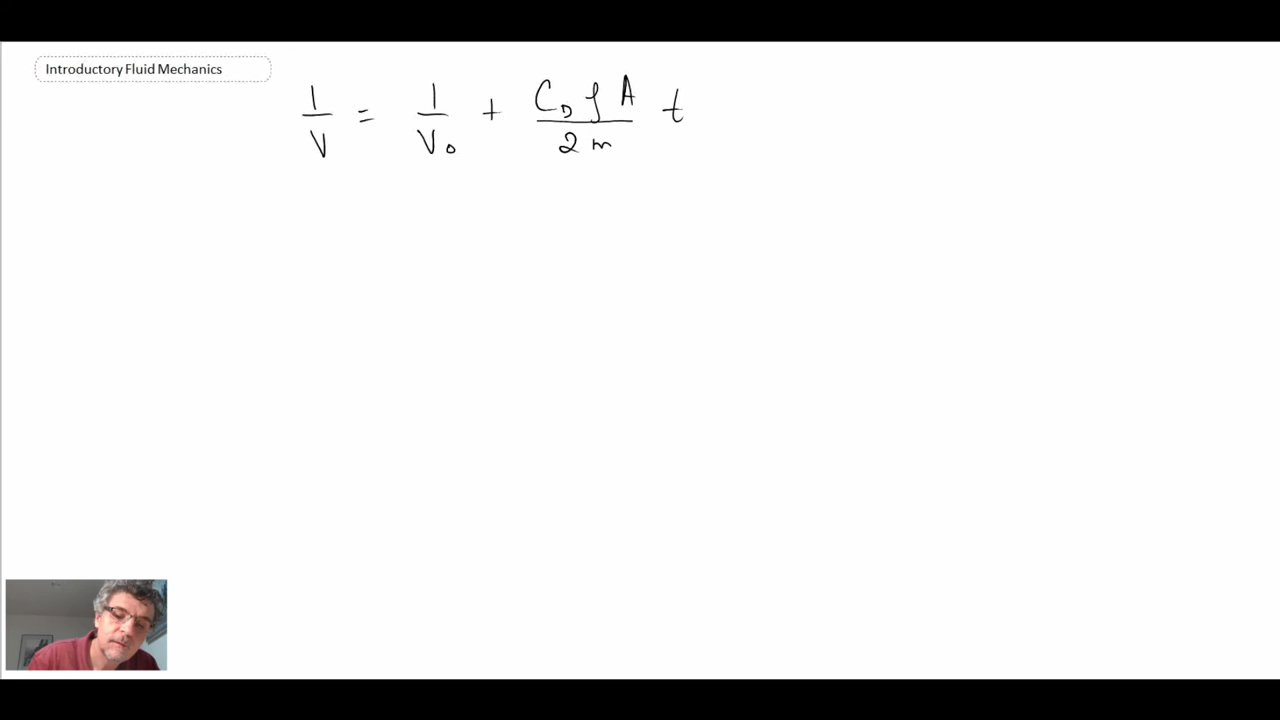 Introductory Fluid Mechanics
1/V = 1/V₀ + (C_D ρ A)/(2 m) t